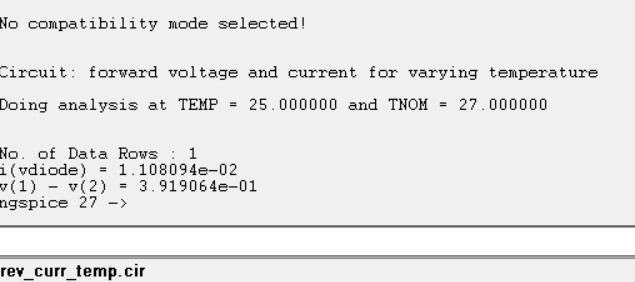 No compatibility mode selected!
Circuit: forward voltage and current for varying temperature
Doing analysis at TEMP = 25.000000 and TNOM = 27.000000
No. of Data Rows : 1
i(vdiode) = 1.108094e-02
v(1) - v(2) = 3.919064e-01
ngspice 27 ->
rev_curr_temp.cir